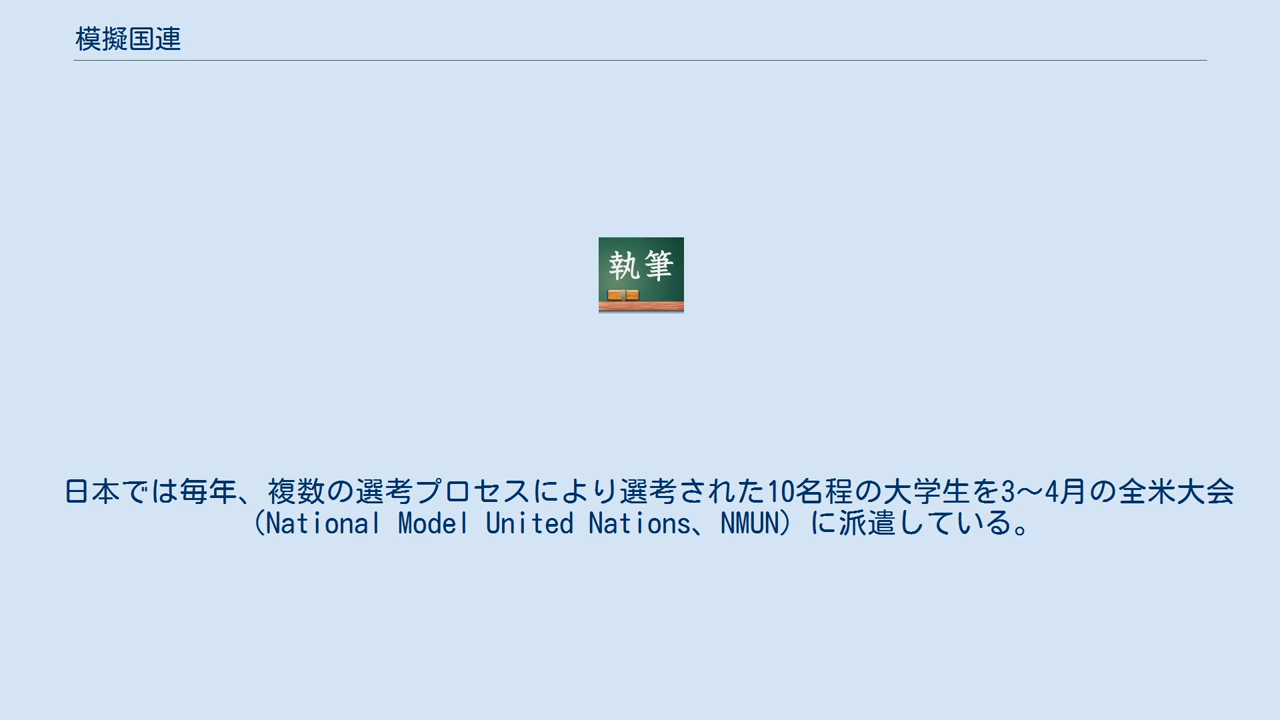 模擬国連
執筆
日本では毎年、複数の選考プロセスにより選考された10名程の大学生を3～4月の全米大会
（National Model United Nations、NMUN）に派遣している。